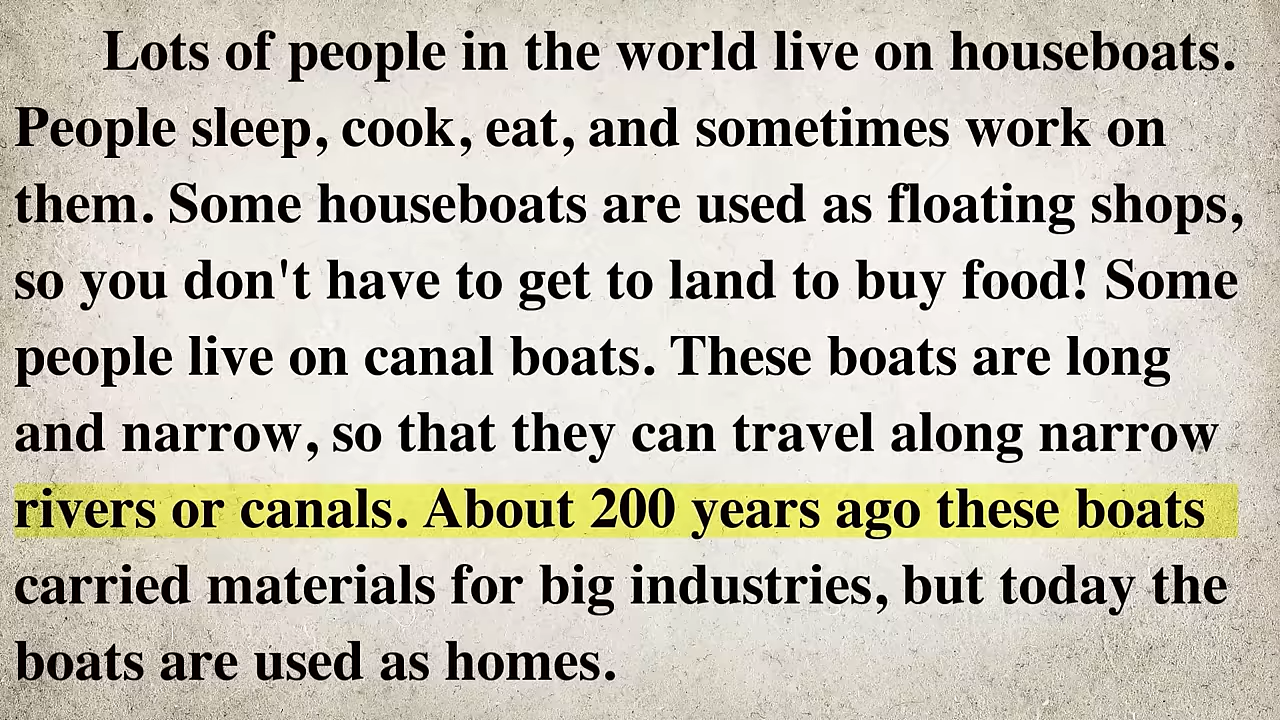 Lots of people in the world live on houseboats.
People sleep, cook, eat, and sometimes work on
them. Some houseboats are used as floating shops,
so you don't have to get to land to buy food! Some
people live on canal boats. These boats are long
and narrow, so that they can travel along narrow
rivers or canals. About 200 years ago these boats
carried materials for big industries, but today the
boats are used as homes.